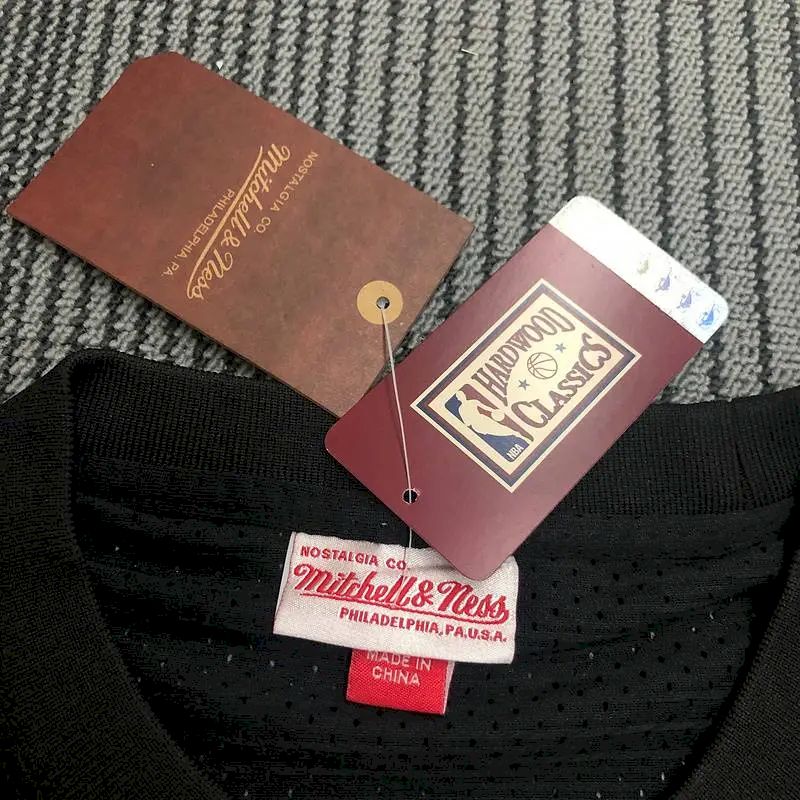 NOSTALGIA CO.
Mitchell & Ness
PHILADELPHIA, PA.
HARDWOOD
CLASSICS
NBA
NOSTALGIA CO.
Mitchell & Ness
PHILADELPHIA, PA. U.S.A.
MADE IN
CHINA